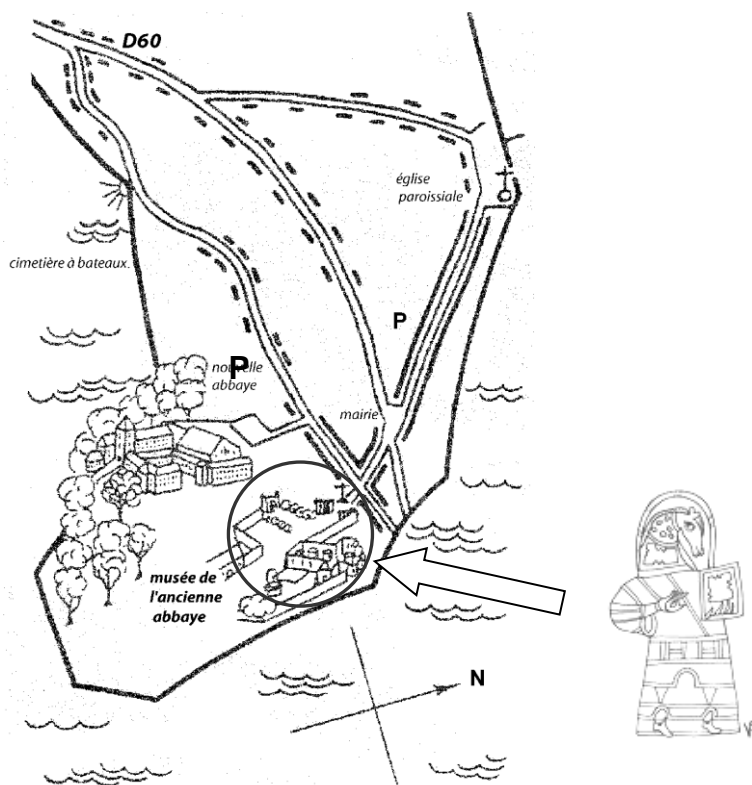 D60
église
paroissiale
cimetière à bateaux.
P
P
nouvelle
abbaye
mairie
musée de
l'ancienne
abbaye
N